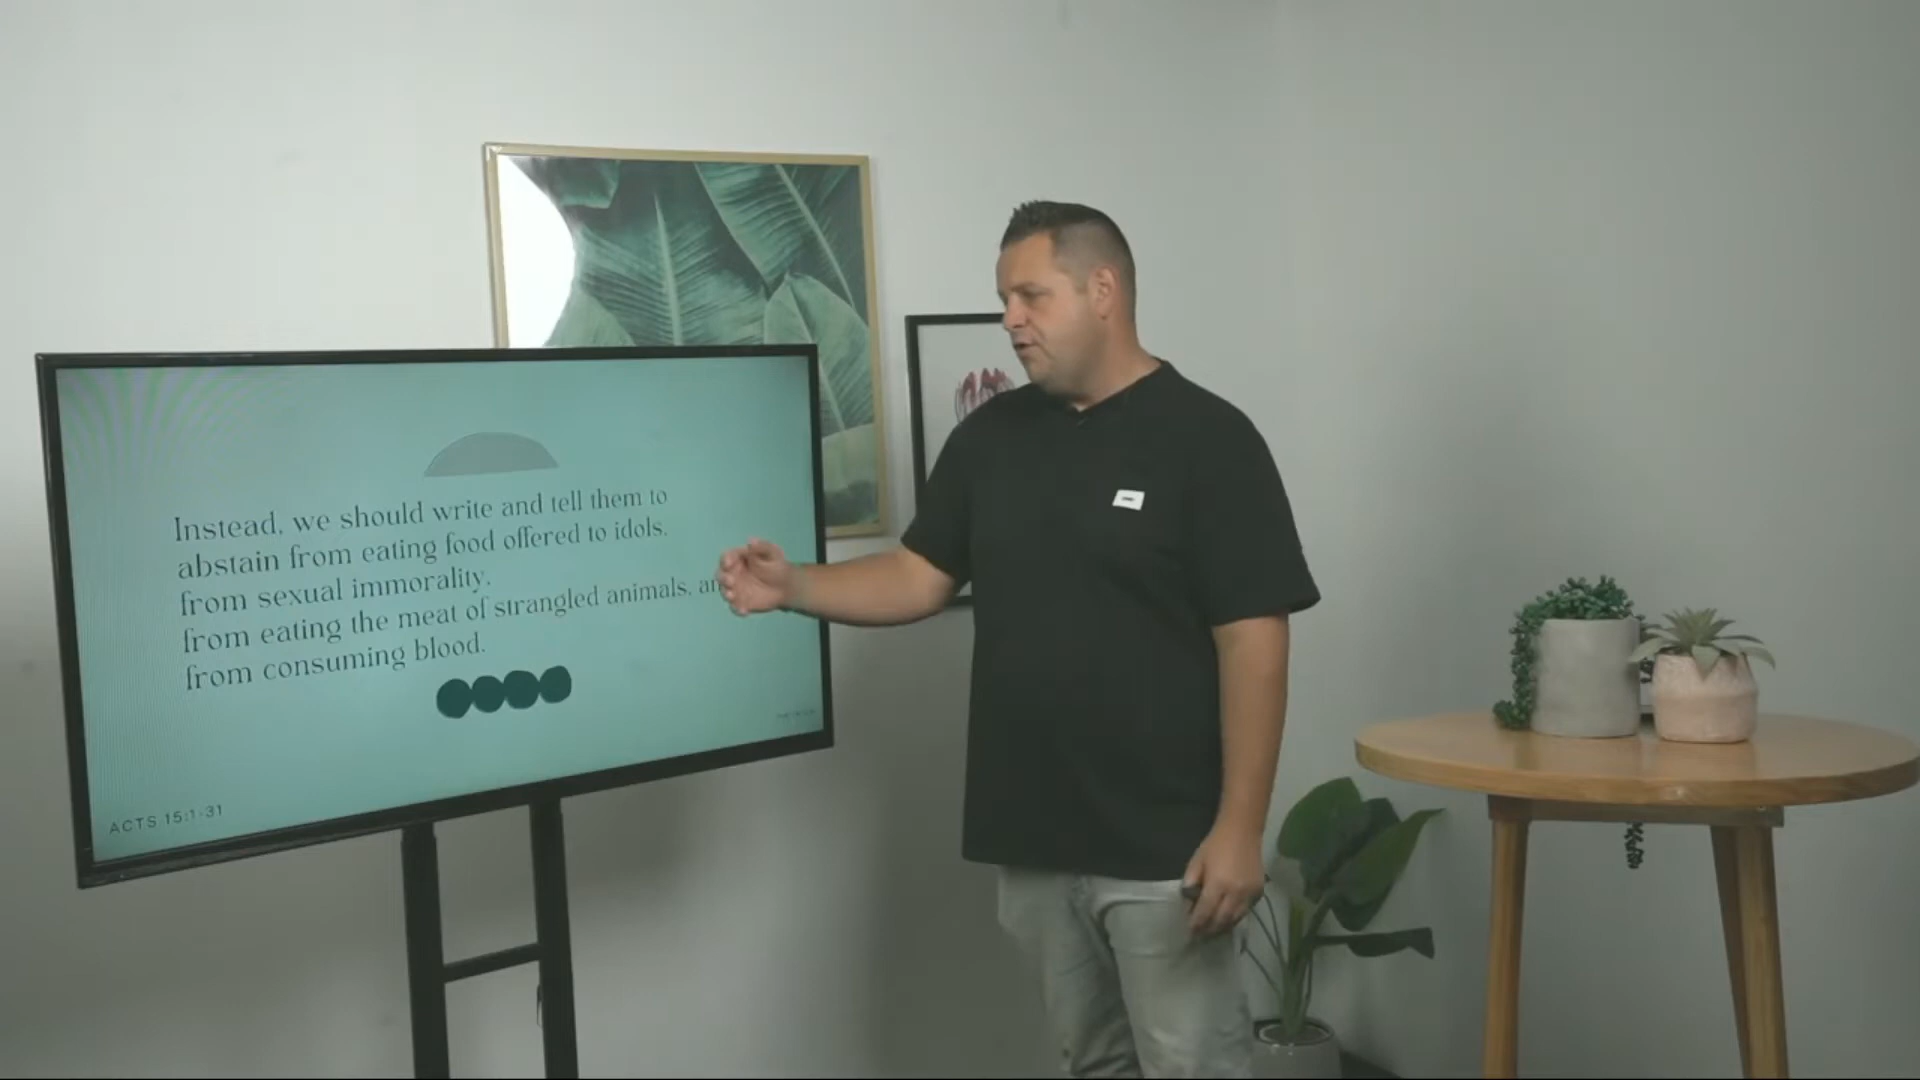 Instead, we should write and tell them to
abstain from eating food offered to idols,
from sexual immorality,
from eating the meat of strangled animals, an
from consuming blood.
ACTS 15:1-31